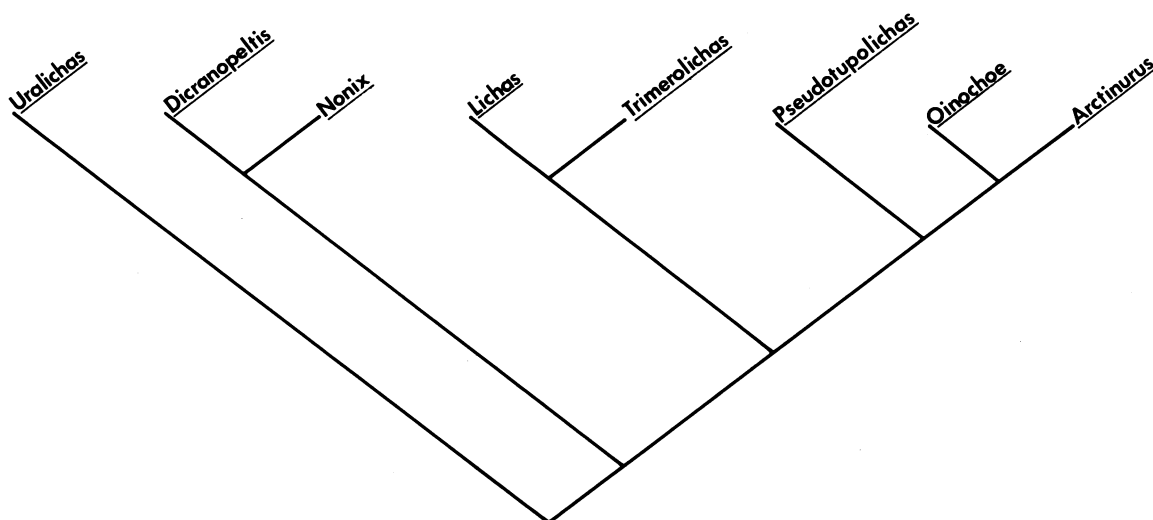 Uralichas
Dicranopeltis
Nonix
Lichas
Trimerolichas
Pseudotupolichas
Oinochoe
Arctinurus